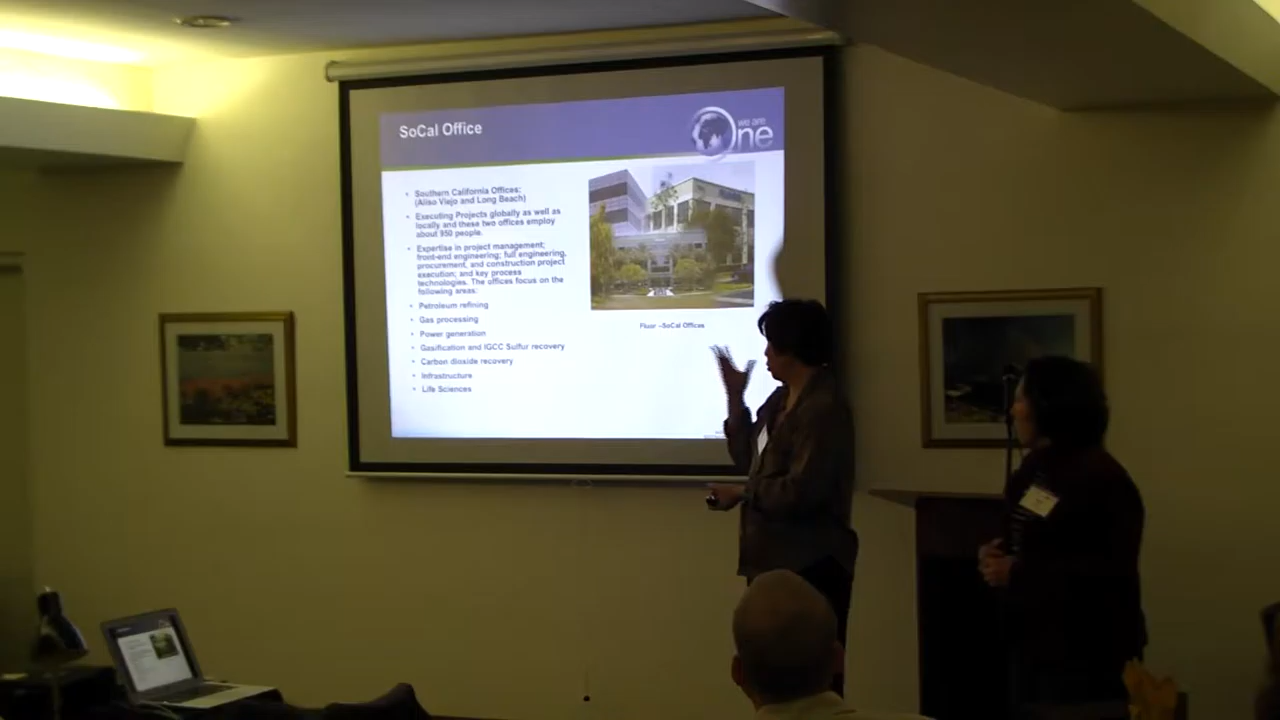 SoCal Office
we are
One
Southern California Offices:
(Aliso Viejo and Long Beach)
Executing Projects globally as well as
locally and these two offices employ
about 950 people.
Expertise in project management;
front-end engineering; full engineering,
procurement, and construction project
execution; and key process
technologies. The offices focus on the
following areas:
Petroleum refining
Gas processing
Power generation
Gasification and IGCC Sulfur recovery
Carbon dioxide recovery
Infrastructure
Life Sciences
Fluor –SoCal Offices